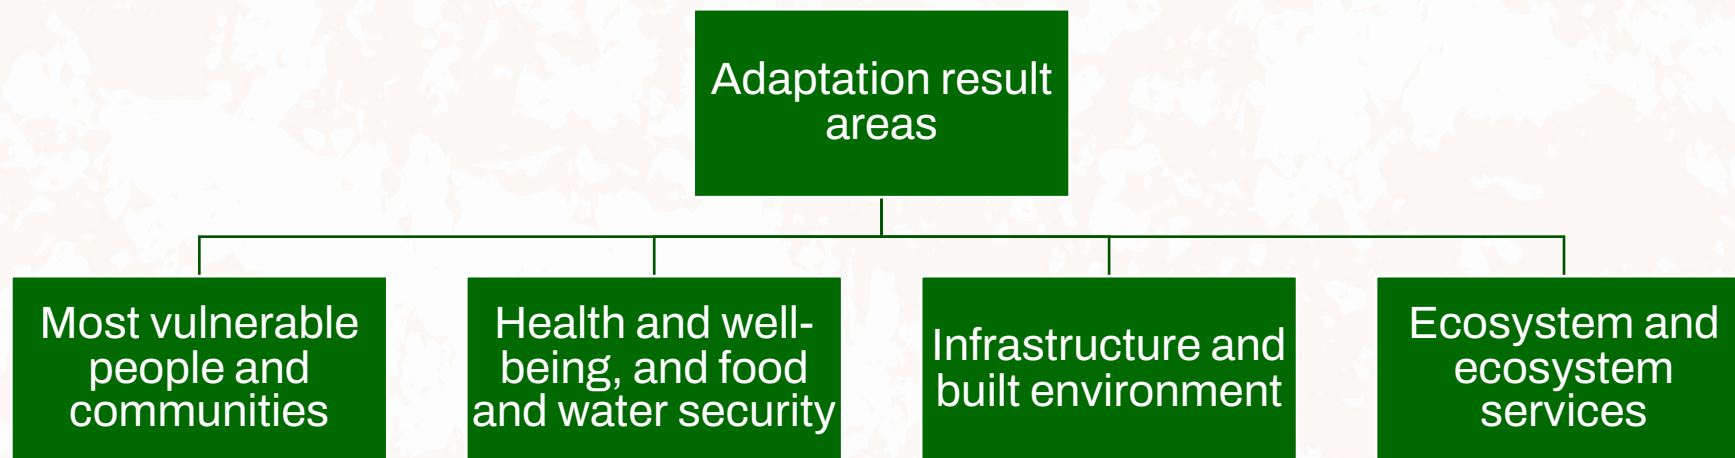 Adaptation result
areas
Most vulnerable
people and
communities
Health and well-
being, and food
and water security
Infrastructure and
built environment
Ecosystem and
ecosystem
services